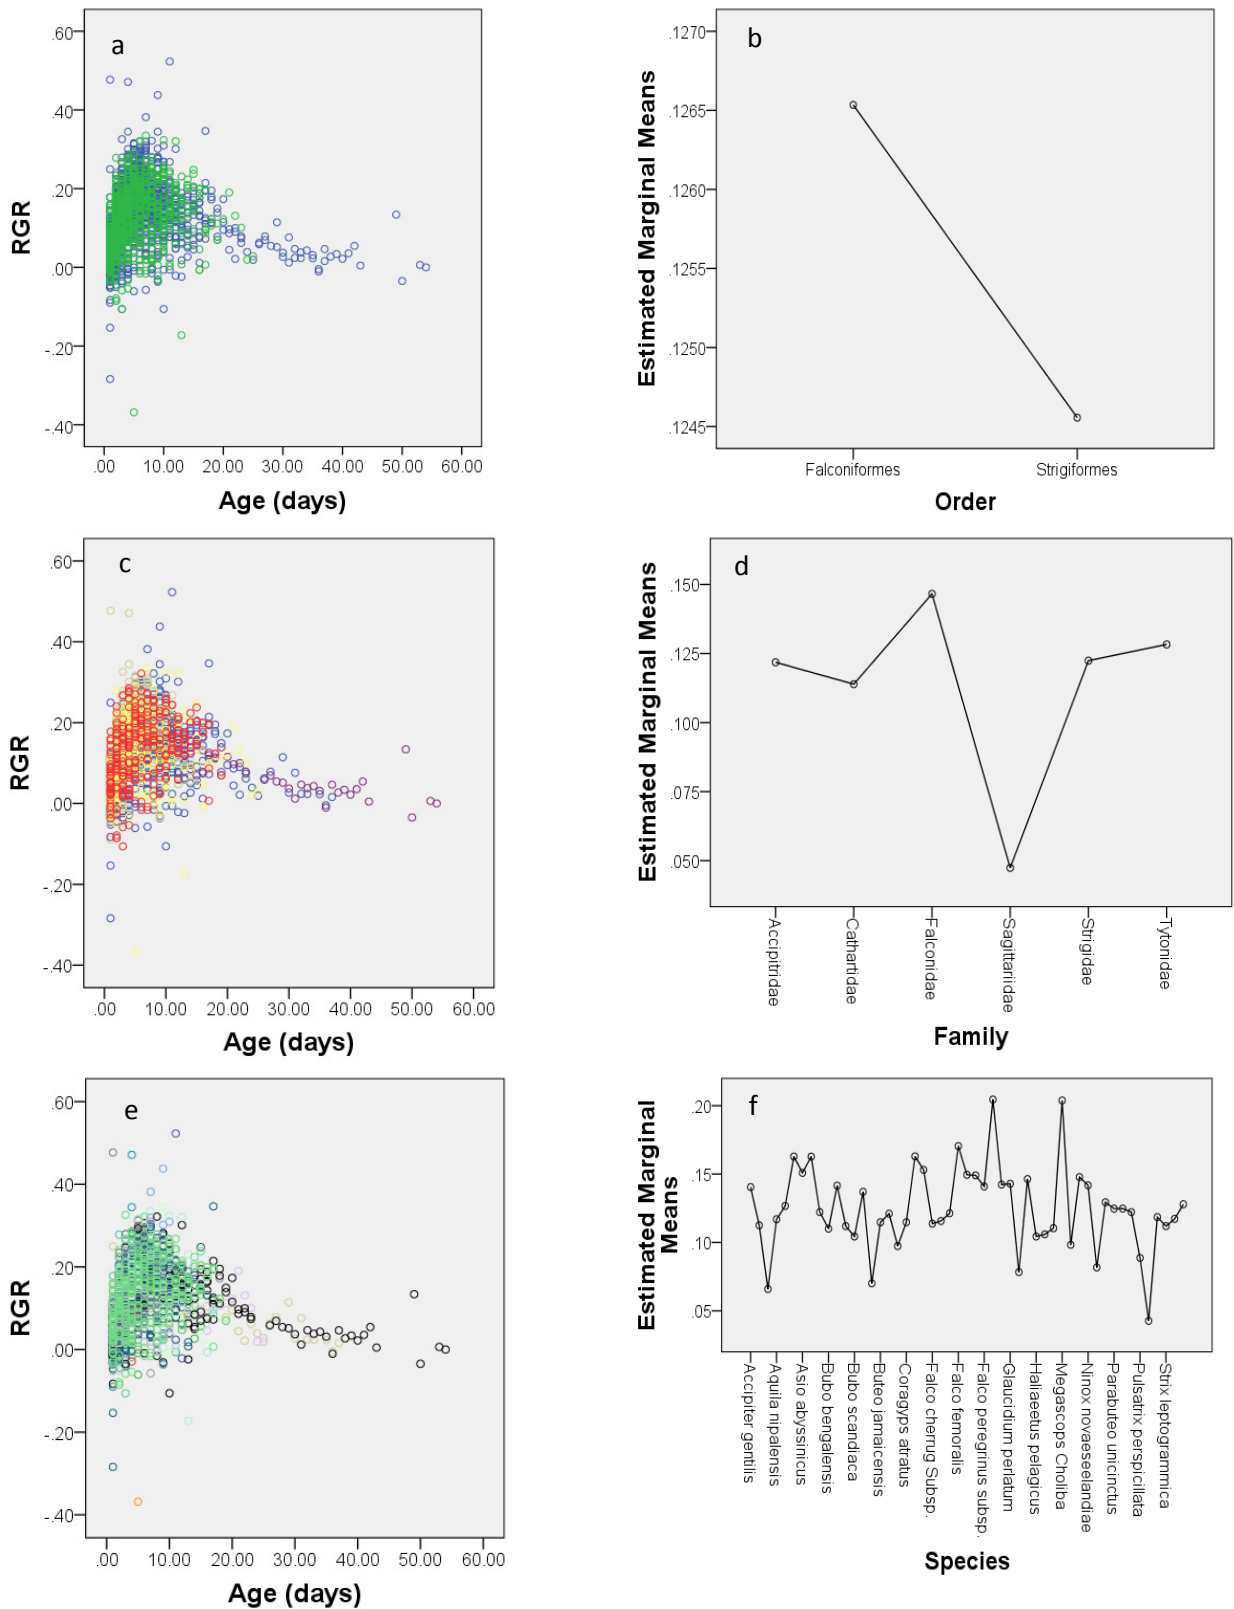 a
.60
.40
.20
.00
-.20
-.40
RGR
.00 10.00 20.00 30.00 40.00 50.00 60.00
Age (days)
b
.1270
.1265
.1260
.1255
.1250
.1245
Estimated Marginal Means
Falconiformes Strigiformes
Order
c
.60
.40
.20
.00
-.20
-.40
RGR
.00 10.00 20.00 30.00 40.00 50.00 60.00
Age (days)
d
.150
.125
.100
.075
.050
Estimated Marginal Means
Accipitridae
Cathartidae
Falconidae
Sagittariidae
Strigidae
Tytonidae
Family
e
.60
.40
.20
.00
-.20
-.40
RGR
.00 10.00 20.00 30.00 40.00 50.00 60.00
Age (days)
f
.20
.15
.10
.05
Estimated Marginal
Means
Accipiter gentilis
Aquila nipalensis
Asio abyssinicus
Bubo bengalensis
Bubo scandiaca
Buteo jamaicensis
Coragyps atratus
Falco cherrug Subsp.
Falco femoralis
Falco peregrinus subsp.
Glaucidium perlatum
Haliaeetus pelagicus
Megascops Choliba
Ninox novaeseelandiae
Parabuteo unicinctus
Pulsatrix perspicillata
Strix leptogrammica
Species